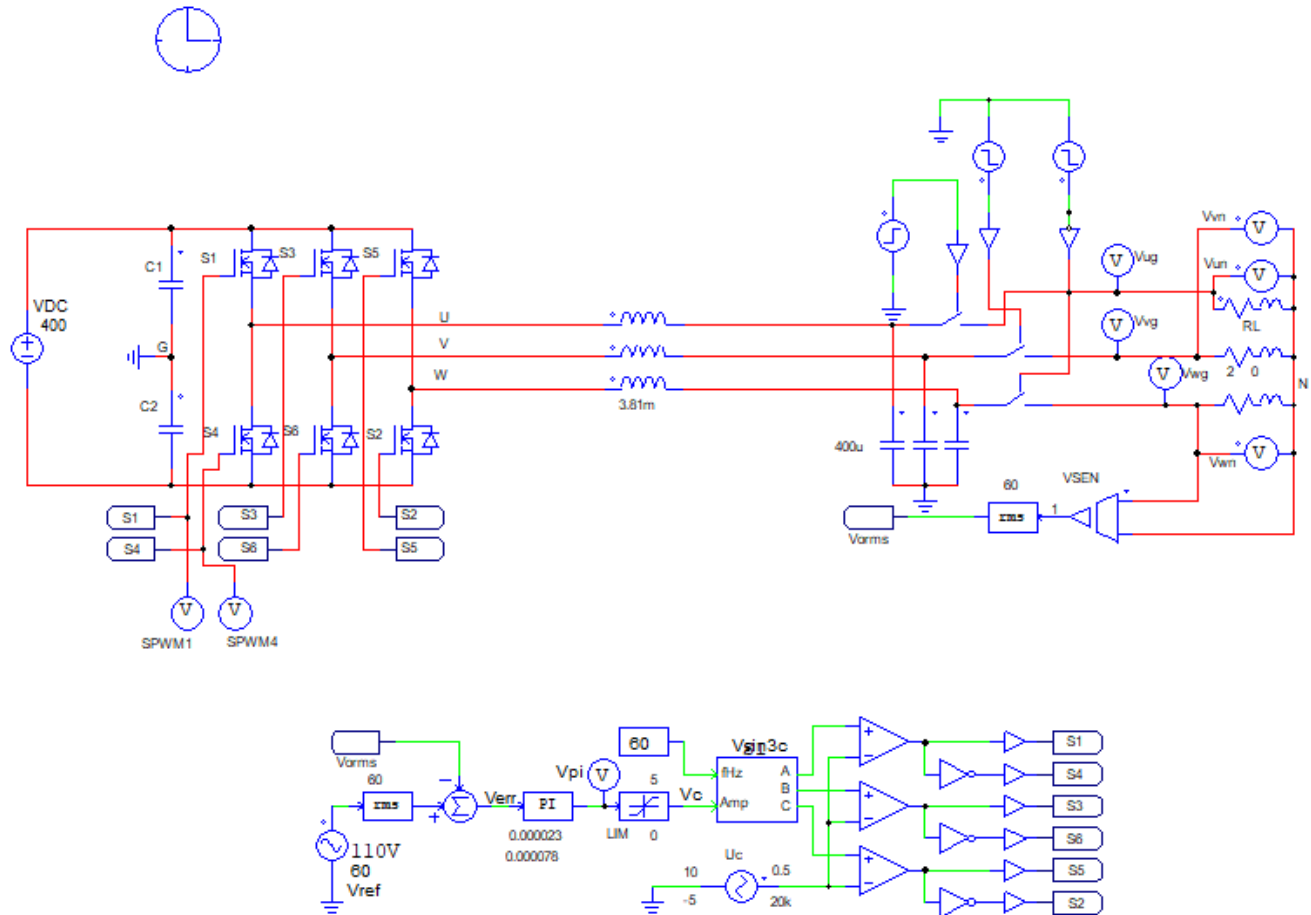 VDC
400
C1
G
C2
S1
S3
S5
S4
S6
S2
U
V
W
3.81m
400u
V
Vug
V
Vvg
V
Vwg
Vvn
V
Vun
V
RL
2 0
N
Vwn
V
VSEN
60
rms
1
Vorms
S1
S4
S3
S6
S2
S5
V
V
SPWM1
SPWM4
Vorms
60
rms
110V
60
Vref
Verr
PI
0.000023
0.000078
Vpi
V
5
LIM
0
Vc
60
Vsin3c
fHz
Amp
A
B
C
Uc
10
-5
0.5
20k
S1
S4
S3
S6
S5
S2